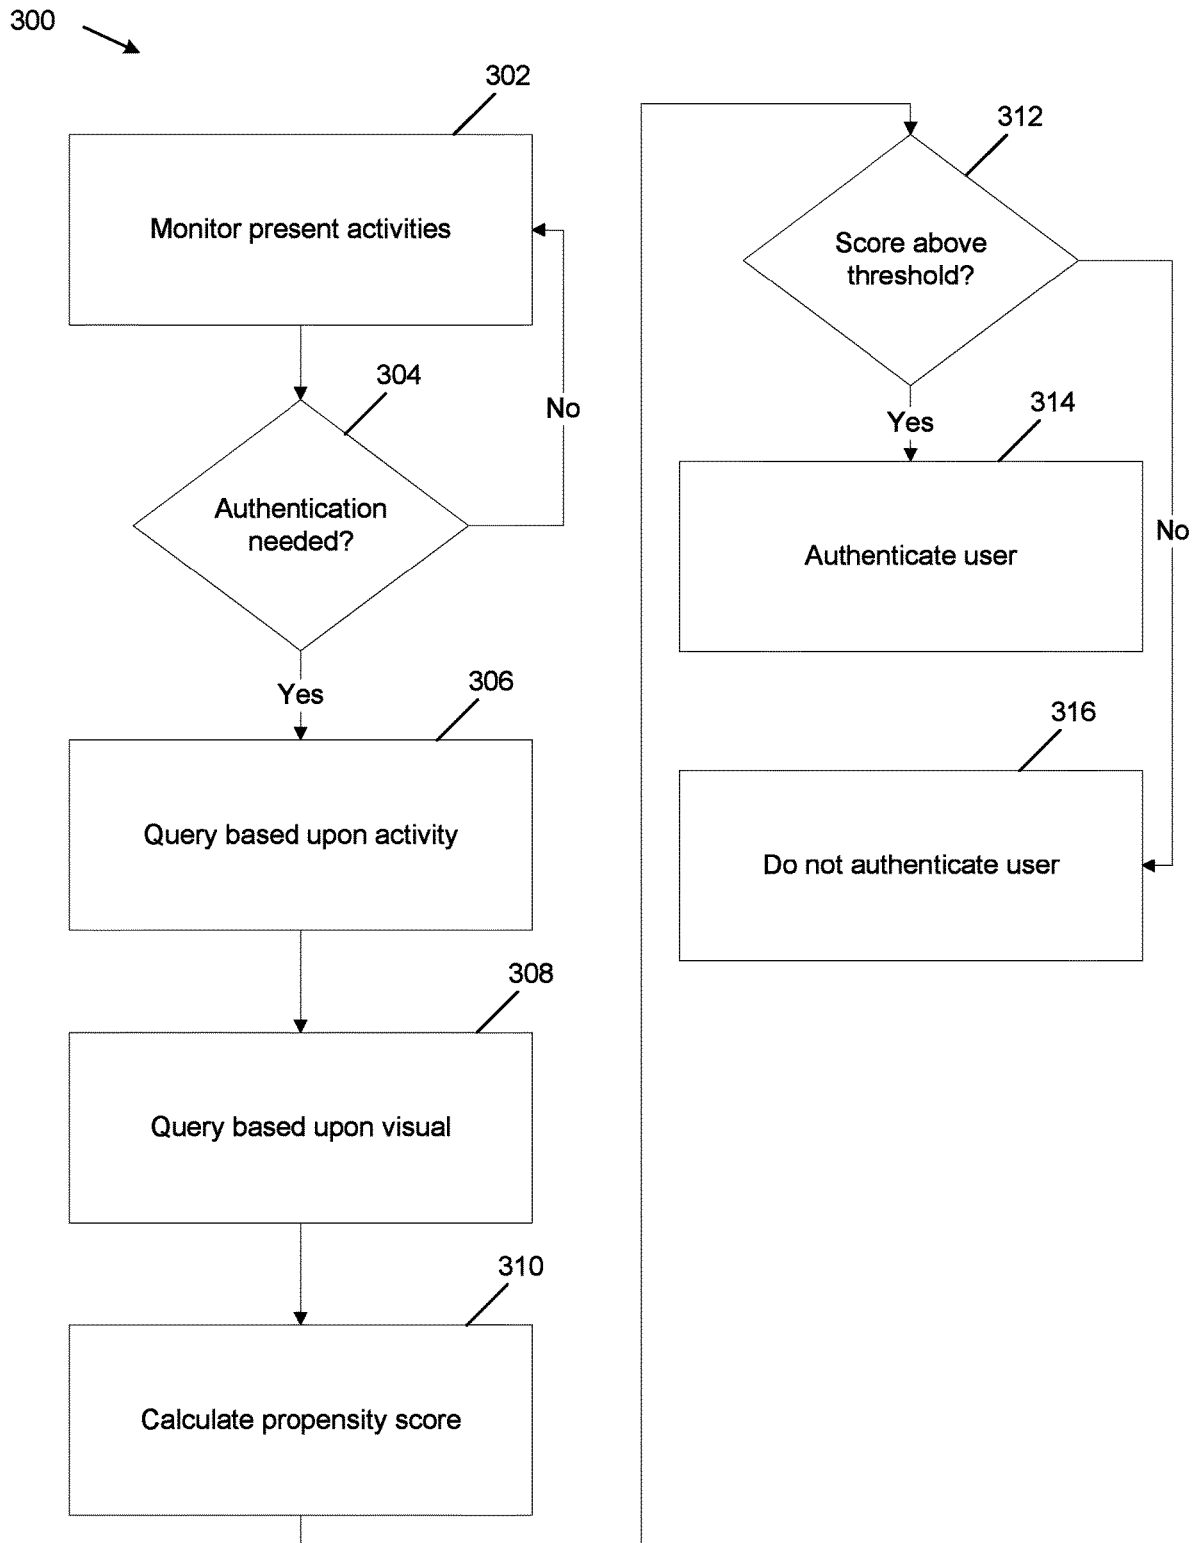 300
302
Monitor present activities
304
No
Authentication
needed?
Yes
306
Query based upon activity
308
Query based upon visual
310
Calculate propensity score
312
Score above
threshold?
Yes
314
No
Authenticate user
316
Do not authenticate user